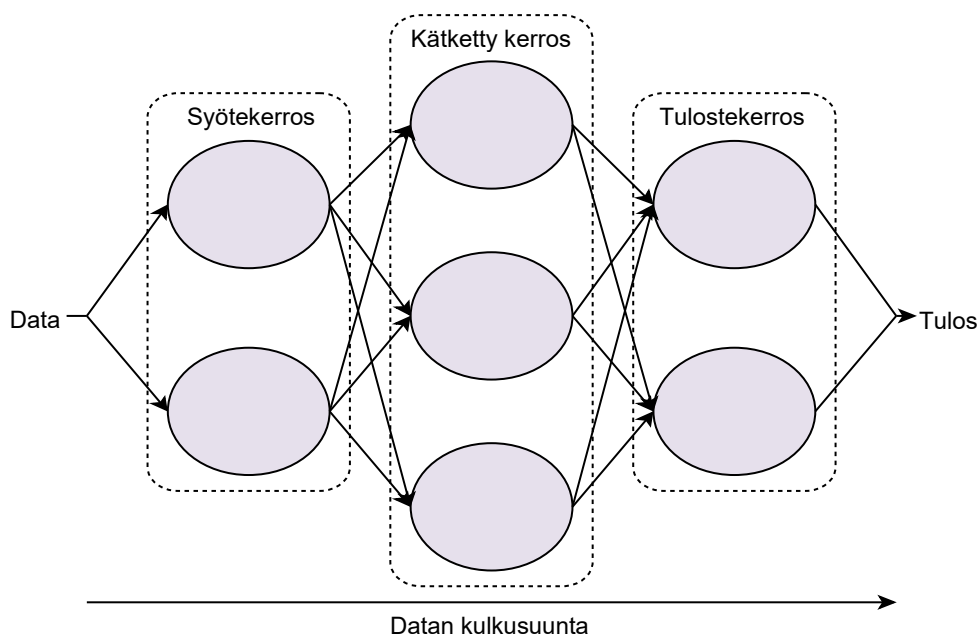 Kätketty kerros
Syötekerros
Tulostekerros
Data
Tulos
Datan kulkusuunta